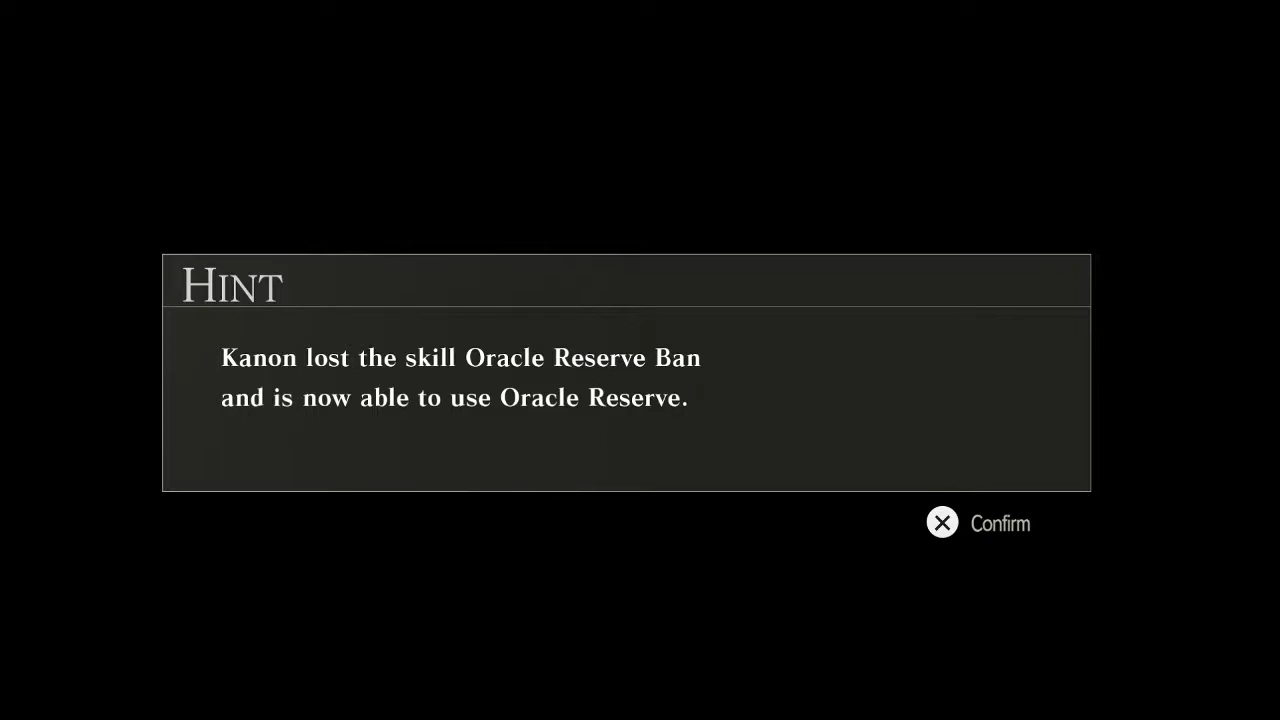 HINT
Kanon lost the skill Oracle Reserve Ban
and is now able to use Oracle Reserve.
Confirm